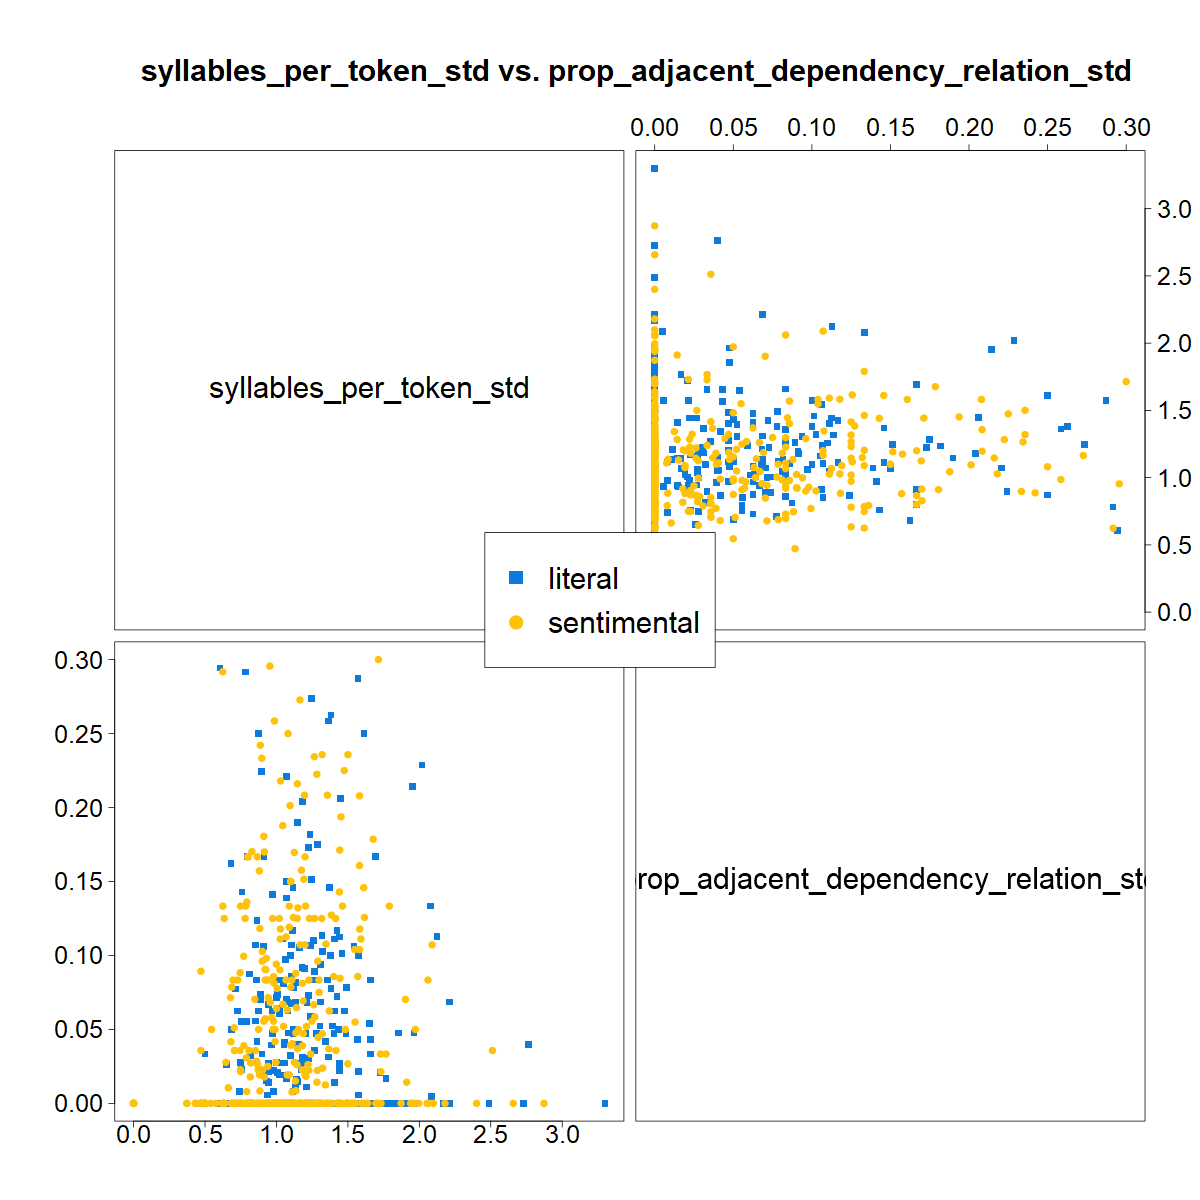 syllables_per_token_std vs. prop_adjacent_dependency_relation_std
0.00 0.05 0.10 0.15 0.20 0.25 0.30
syllables_per_token_std
3.0
2.5
2.0
1.5
1.0
0.5
0.0
literal
sentimental
0.30
0.25
0.20
0.15
0.10
0.05
0.00
rop_adjacent_dependency_relation_st
0.0 0.5 1.0 1.5 2.0 2.5 3.0